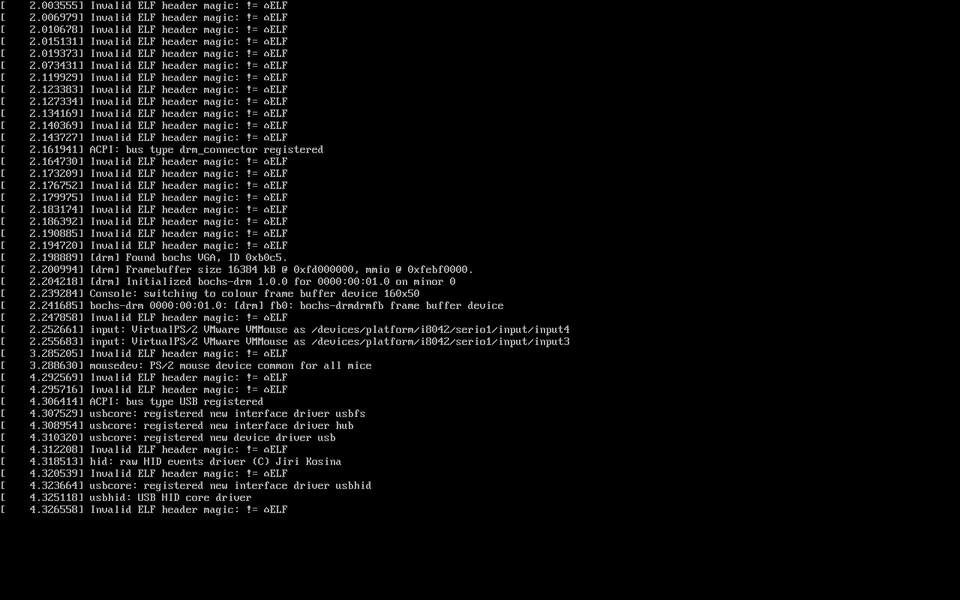 [    2.003555] Invalid ELF header magic: != ⌂ELF
[    2.006979] Invalid ELF header magic: != ⌂ELF
[    2.010678] Invalid ELF header magic: != ⌂ELF
[    2.015131] Invalid ELF header magic: != ⌂ELF
[    2.019373] Invalid ELF header magic: != ⌂ELF
[    2.073431] Invalid ELF header magic: != ⌂ELF
[    2.119929] Invalid ELF header magic: != ⌂ELF
[    2.123383] Invalid ELF header magic: != ⌂ELF
[    2.127334] Invalid ELF header magic: != ⌂ELF
[    2.134169] Invalid ELF header magic: != ⌂ELF
[    2.140369] Invalid ELF header magic: != ⌂ELF
[    2.143727] Invalid ELF header magic: != ⌂ELF
[    2.161941] ACPI: bus type drm_connector registered
[    2.164730] Invalid ELF header magic: != ⌂ELF
[    2.173209] Invalid ELF header magic: != ⌂ELF
[    2.176752] Invalid ELF header magic: != ⌂ELF
[    2.179975] Invalid ELF header magic: != ⌂ELF
[    2.183174] Invalid ELF header magic: != ⌂ELF
[    2.186392] Invalid ELF header magic: != ⌂ELF
[    2.190885] Invalid ELF header magic: != ⌂ELF
[    2.194720] Invalid ELF header magic: != ⌂ELF
[    2.198889] [drm] Found bochs VGA, ID 0xb0c5.
[    2.200994] [drm] Framebuffer size 16384 kB @ 0xfd000000, mmio @ 0xfebf0000.
[    2.204218] [drm] Initialized bochs-drm 1.0.0 for 0000:00:01.0 on minor 0
[    2.239284] Console: switching to colour frame buffer device 160x50
[    2.241685] bochs-drm 0000:00:01.0: [drm] fb0: bochs-drmdrmfb frame buffer device
[    2.247858] Invalid ELF header magic: != ⌂ELF
[    2.252661] input: VirtualPS/2 VMware VMMouse as /devices/platform/i8042/serio1/input/input4
[    2.255683] input: VirtualPS/2 VMware VMMouse as /devices/platform/i8042/serio1/input/input3
[    3.285205] Invalid ELF header magic: != ⌂ELF
[    3.288630] mousedev: PS/2 mouse device common for all mice
[    4.292569] Invalid ELF header magic: != ⌂ELF
[    4.295716] Invalid ELF header magic: != ⌂ELF
[    4.306414] ACPI: bus type USB registered
[    4.307529] usbcore: registered new interface driver usbfs
[    4.308954] usbcore: registered new interface driver hub
[    4.310320] usbcore: registered new device driver usb
[    4.312208] Invalid ELF header magic: != ⌂ELF
[    4.318513] hid: raw HID events driver (C) Jiri Kosina
[    4.320539] Invalid ELF header magic: != ⌂ELF
[    4.323664] usbcore: registered new interface driver usbhid
[    4.325118] usbhid: USB HID core driver
[    4.326558] Invalid ELF header magic: != ⌂ELF